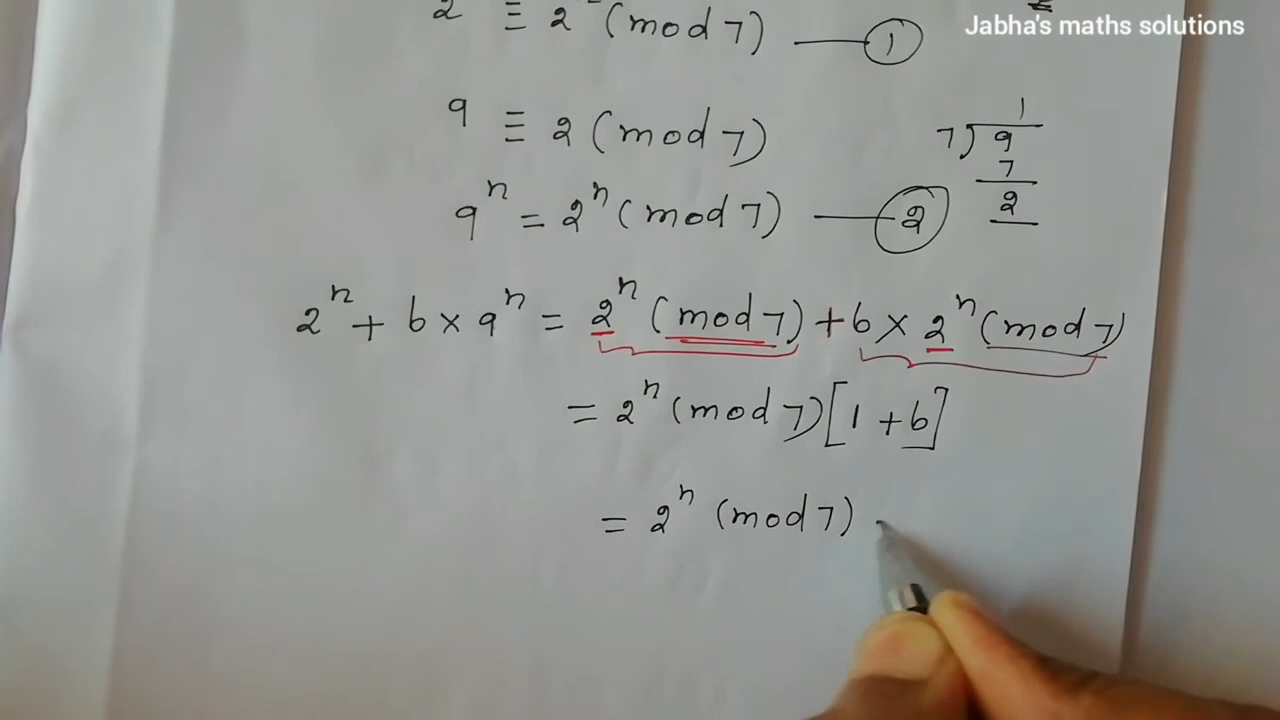 Jabha's maths solutions
2 ≡ 2 (mod 7) —— ①
9 ≡ 2 (mod 7)
9ⁿ = 2ⁿ (mod 7) —— ②
1
7) 9
7
2
2ⁿ + 6 × 9ⁿ = 2ⁿ (mod 7) + 6 × 2ⁿ (mod 7)
= 2ⁿ (mod 7) [1 + 6]
= 2ⁿ (mod 7)